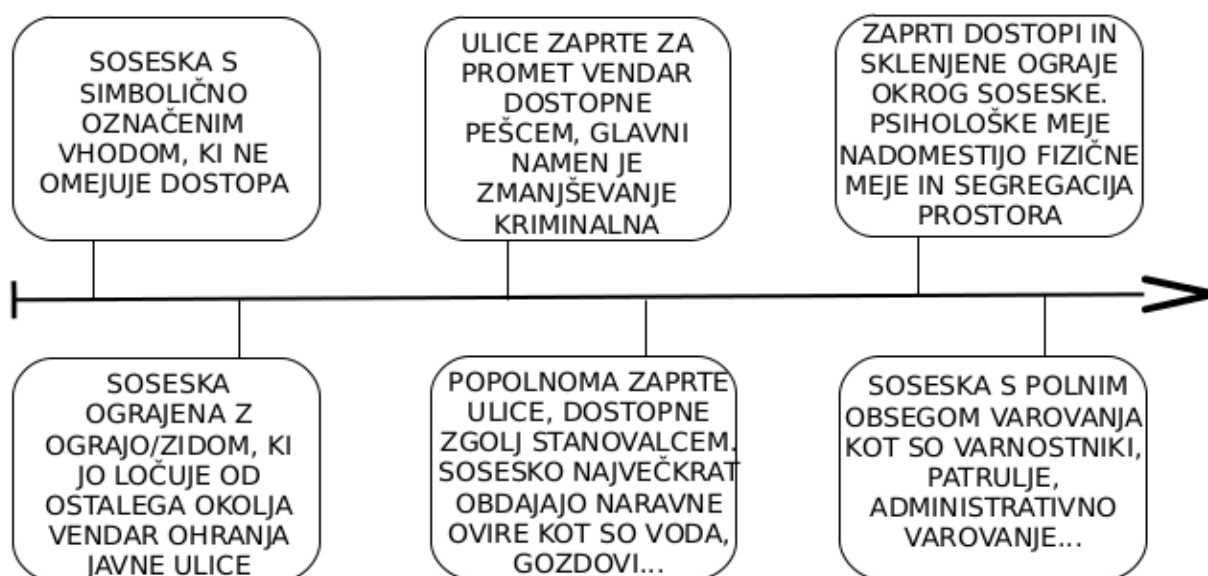 SOSESKA S
SIMBOLIČNO
OZNAČENIM
VHODOM, KI NE
OMEJUJE DOSTOPA
SOSESKA
OGRAJENA Z
OGRAJO/ZIDOM, KI
JO LOČUJE OD
OSTALEGA OKOLJA
VENDAR OHRANJA
JAVNE ULICE
ULICE ZAPRTE ZA
PROMET VENDAR
DOSTOPNE
PEŠCEM, GLAVNI
NAMEN JE
ZMANJŠEVANJE
KRIMINALNA
POPOLNOMA ZAPRTE
ULICE, DOSTOPNE
ZGOLJ STANOVALCEM.
SOSESKO NAJVEČKRAT
OBDAJAJO NARAVNE
OVIRE KOT SO VODA,
GOZDOVI...
ZAPRTI DOSTOPI IN
SKLENJENE OGRAJE
OKROG SOSESKE.
PSIHOLOŠKE MEJE
NADOMESTIJO FIZIČNE
MEJE IN SEGREGACIJA
PROSTORA
SOSESKA S POLNIM
OBSEGOM VAROVANJA
KOT SO VARNOSTNIKI,
PATRULJE,
ADMINISTRATIVNO
VAROVANJE...